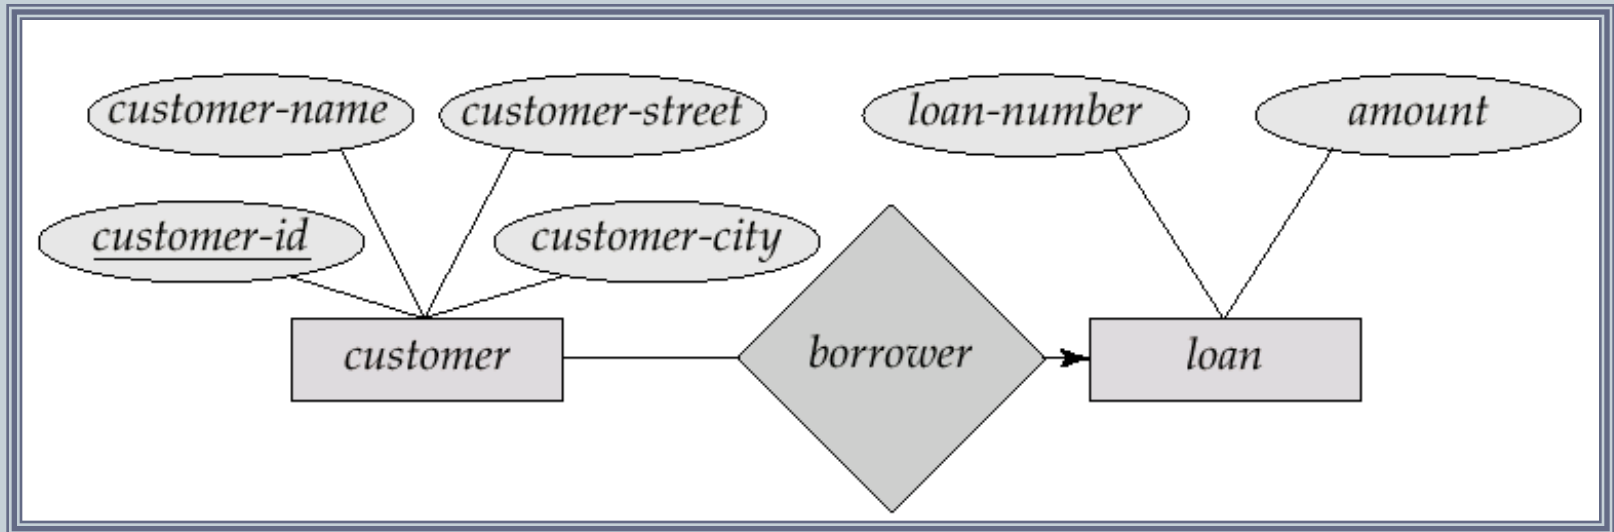 customer-name
customer-street
loan-number
amount
customer-id
customer-city
customer
borrower
loan